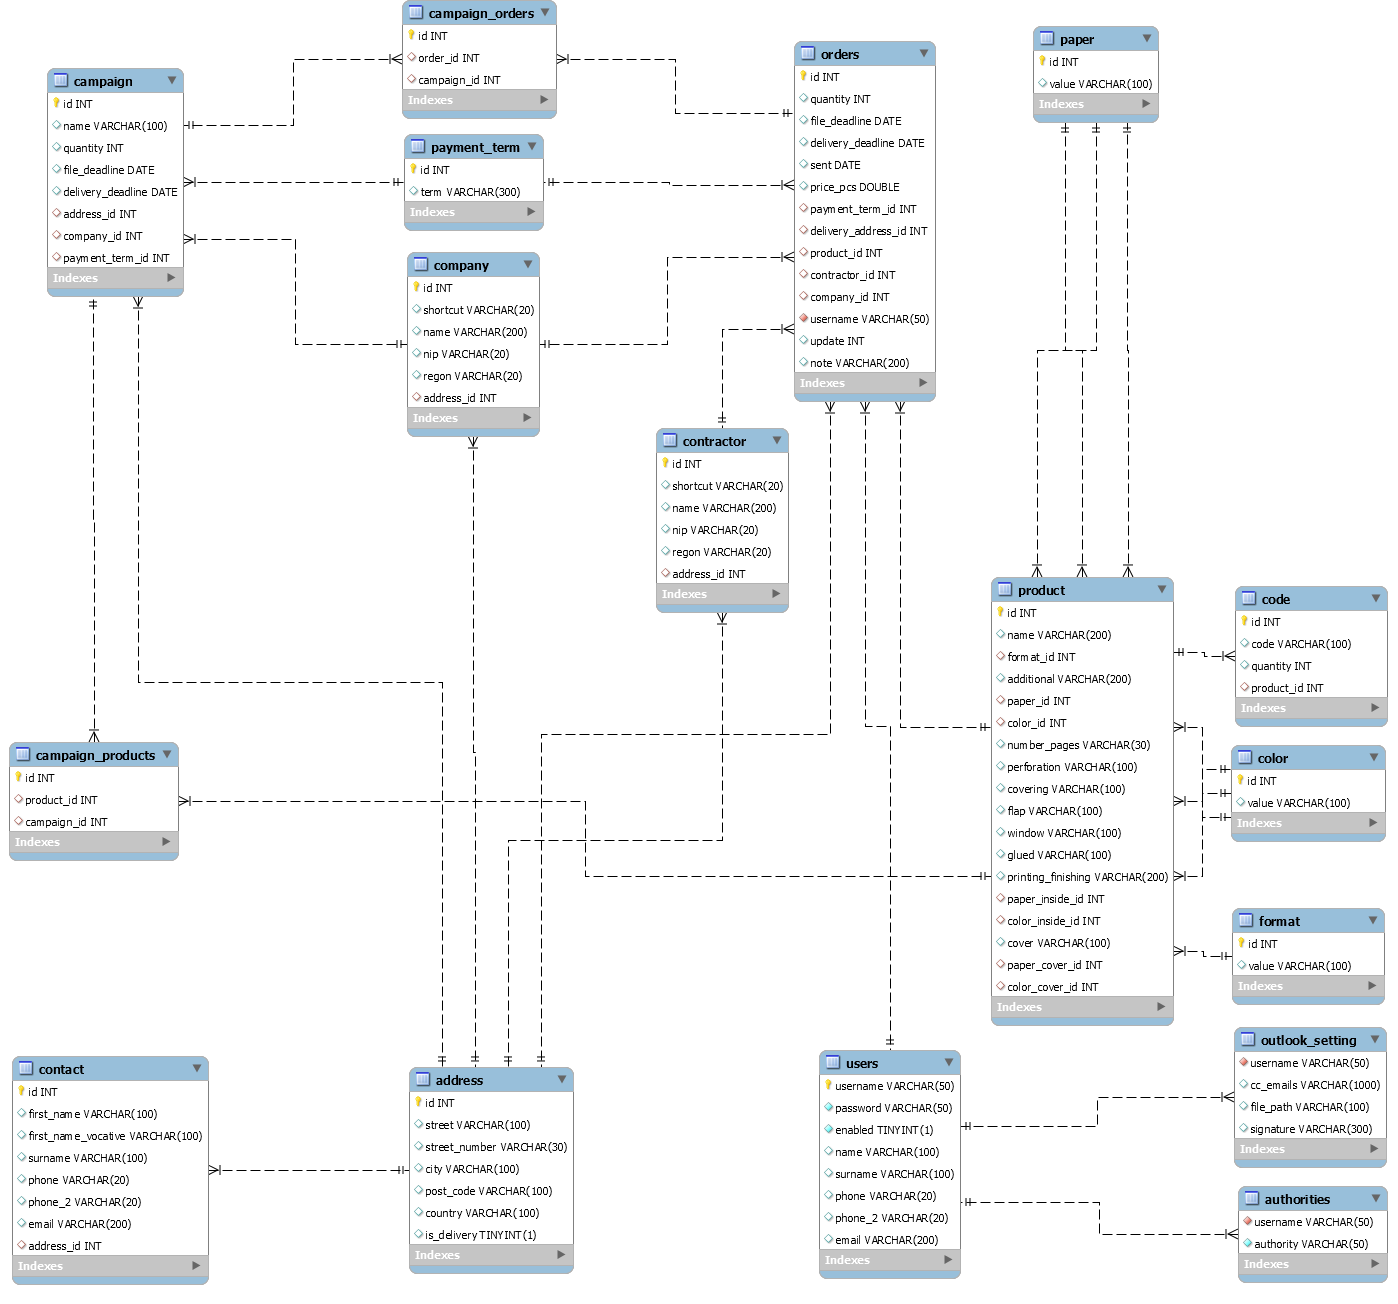 campaign_orders
id INT
order_id INT
campaign_id INT
Indexes
campaign
id INT
name VARCHAR(100)
quantity INT
file_deadline DATE
delivery_deadline DATE
address_id INT
company_id INT
payment_term_id INT
Indexes
payment_term
id INT
term VARCHAR(300)
Indexes
company
id INT
shortcut VARCHAR(20)
name VARCHAR(200)
nip VARCHAR(20)
regon VARCHAR(20)
address_id INT
Indexes
orders
id INT
quantity INT
file_deadline DATE
delivery_deadline DATE
sent DATE
price_pcs DOUBLE
payment_term_id INT
delivery_address_id INT
product_id INT
contractor_id INT
company_id INT
username VARCHAR(50)
update INT
note VARCHAR(200)
Indexes
paper
id INT
value VARCHAR(100)
Indexes
contractor
id INT
shortcut VARCHAR(20)
name VARCHAR(200)
nip VARCHAR(20)
regon VARCHAR(20)
address_id INT
Indexes
product
id INT
name VARCHAR(200)
format_id INT
additional VARCHAR(200)
paper_id INT
color_id INT
number_pages VARCHAR(30)
perforation VARCHAR(100)
covering VARCHAR(100)
flap VARCHAR(100)
window VARCHAR(100)
glued VARCHAR(100)
printing_finishing VARCHAR(200)
paper_inside_id INT
color_inside_id INT
cover VARCHAR(100)
paper_cover_id INT
color_cover_id INT
Indexes
code
id INT
code VARCHAR(100)
quantity INT
product_id INT
Indexes
color
id INT
value VARCHAR(100)
Indexes
format
id INT
value VARCHAR(100)
Indexes
campaign_products
id INT
product_id INT
campaign_id INT
Indexes
contact
id INT
first_name VARCHAR(100)
first_name_vocative VARCHAR(100)
surname VARCHAR(100)
phone VARCHAR(20)
phone_2 VARCHAR(20)
email VARCHAR(200)
address_id INT
Indexes
address
id INT
street VARCHAR(100)
street_number VARCHAR(30)
city VARCHAR(100)
post_code VARCHAR(100)
country VARCHAR(100)
is_delivery TINYINT(1)
Indexes
users
username VARCHAR(50)
password VARCHAR(50)
enabled TINYINT(1)
name VARCHAR(100)
surname VARCHAR(100)
phone VARCHAR(20)
phone_2 VARCHAR(20)
email VARCHAR(200)
Indexes
outlook_setting
username VARCHAR(50)
cc_emails VARCHAR(1000)
file_path VARCHAR(100)
signature VARCHAR(300)
Indexes
authorities
username VARCHAR(50)
authority VARCHAR(50)
Indexes